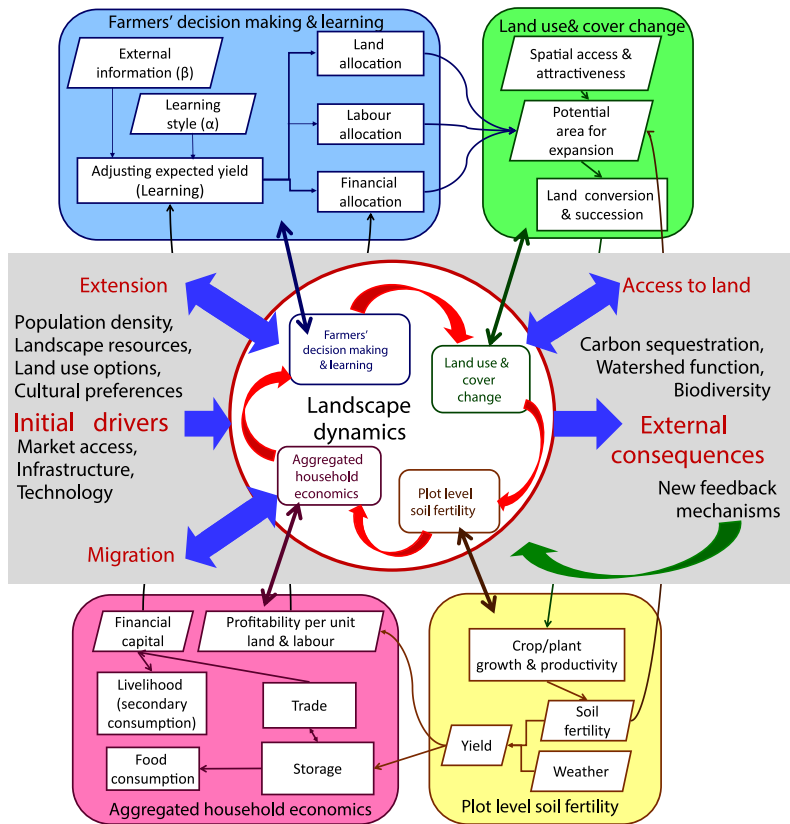 Farmers’ decision making & learning
External
information (β)
Learning
style (α)
Adjusting expected yield
(Learning)
Land
allocation
Labour
allocation
Financial
allocation
Land use& cover change
Spatial access &
attractiveness
Potential
area for
expansion
Land conversion
& succession
Extension
Population density,
Landscape resources,
Land use options,
Cultural preferences
Initial drivers
Market access,
Infrastructure,
Technology
Migration
Farmers’
decision making
& learning
Land use &
cover
change
Landscape
dynamics
Aggregated
household
economics
Plot level
soil fertility
Access to land
Carbon sequestration,
Watershed function,
Biodiversity
External
consequences
New feedback
mechanisms
Financial
capital
Profitability per unit
land & labour
Livelihood
(secondary
consumption)
Trade
Food
consumption
Storage
Aggregated household economics
Crop/plant
growth & productivity
Soil
fertility
Yield
Weather
Plot level soil fertility